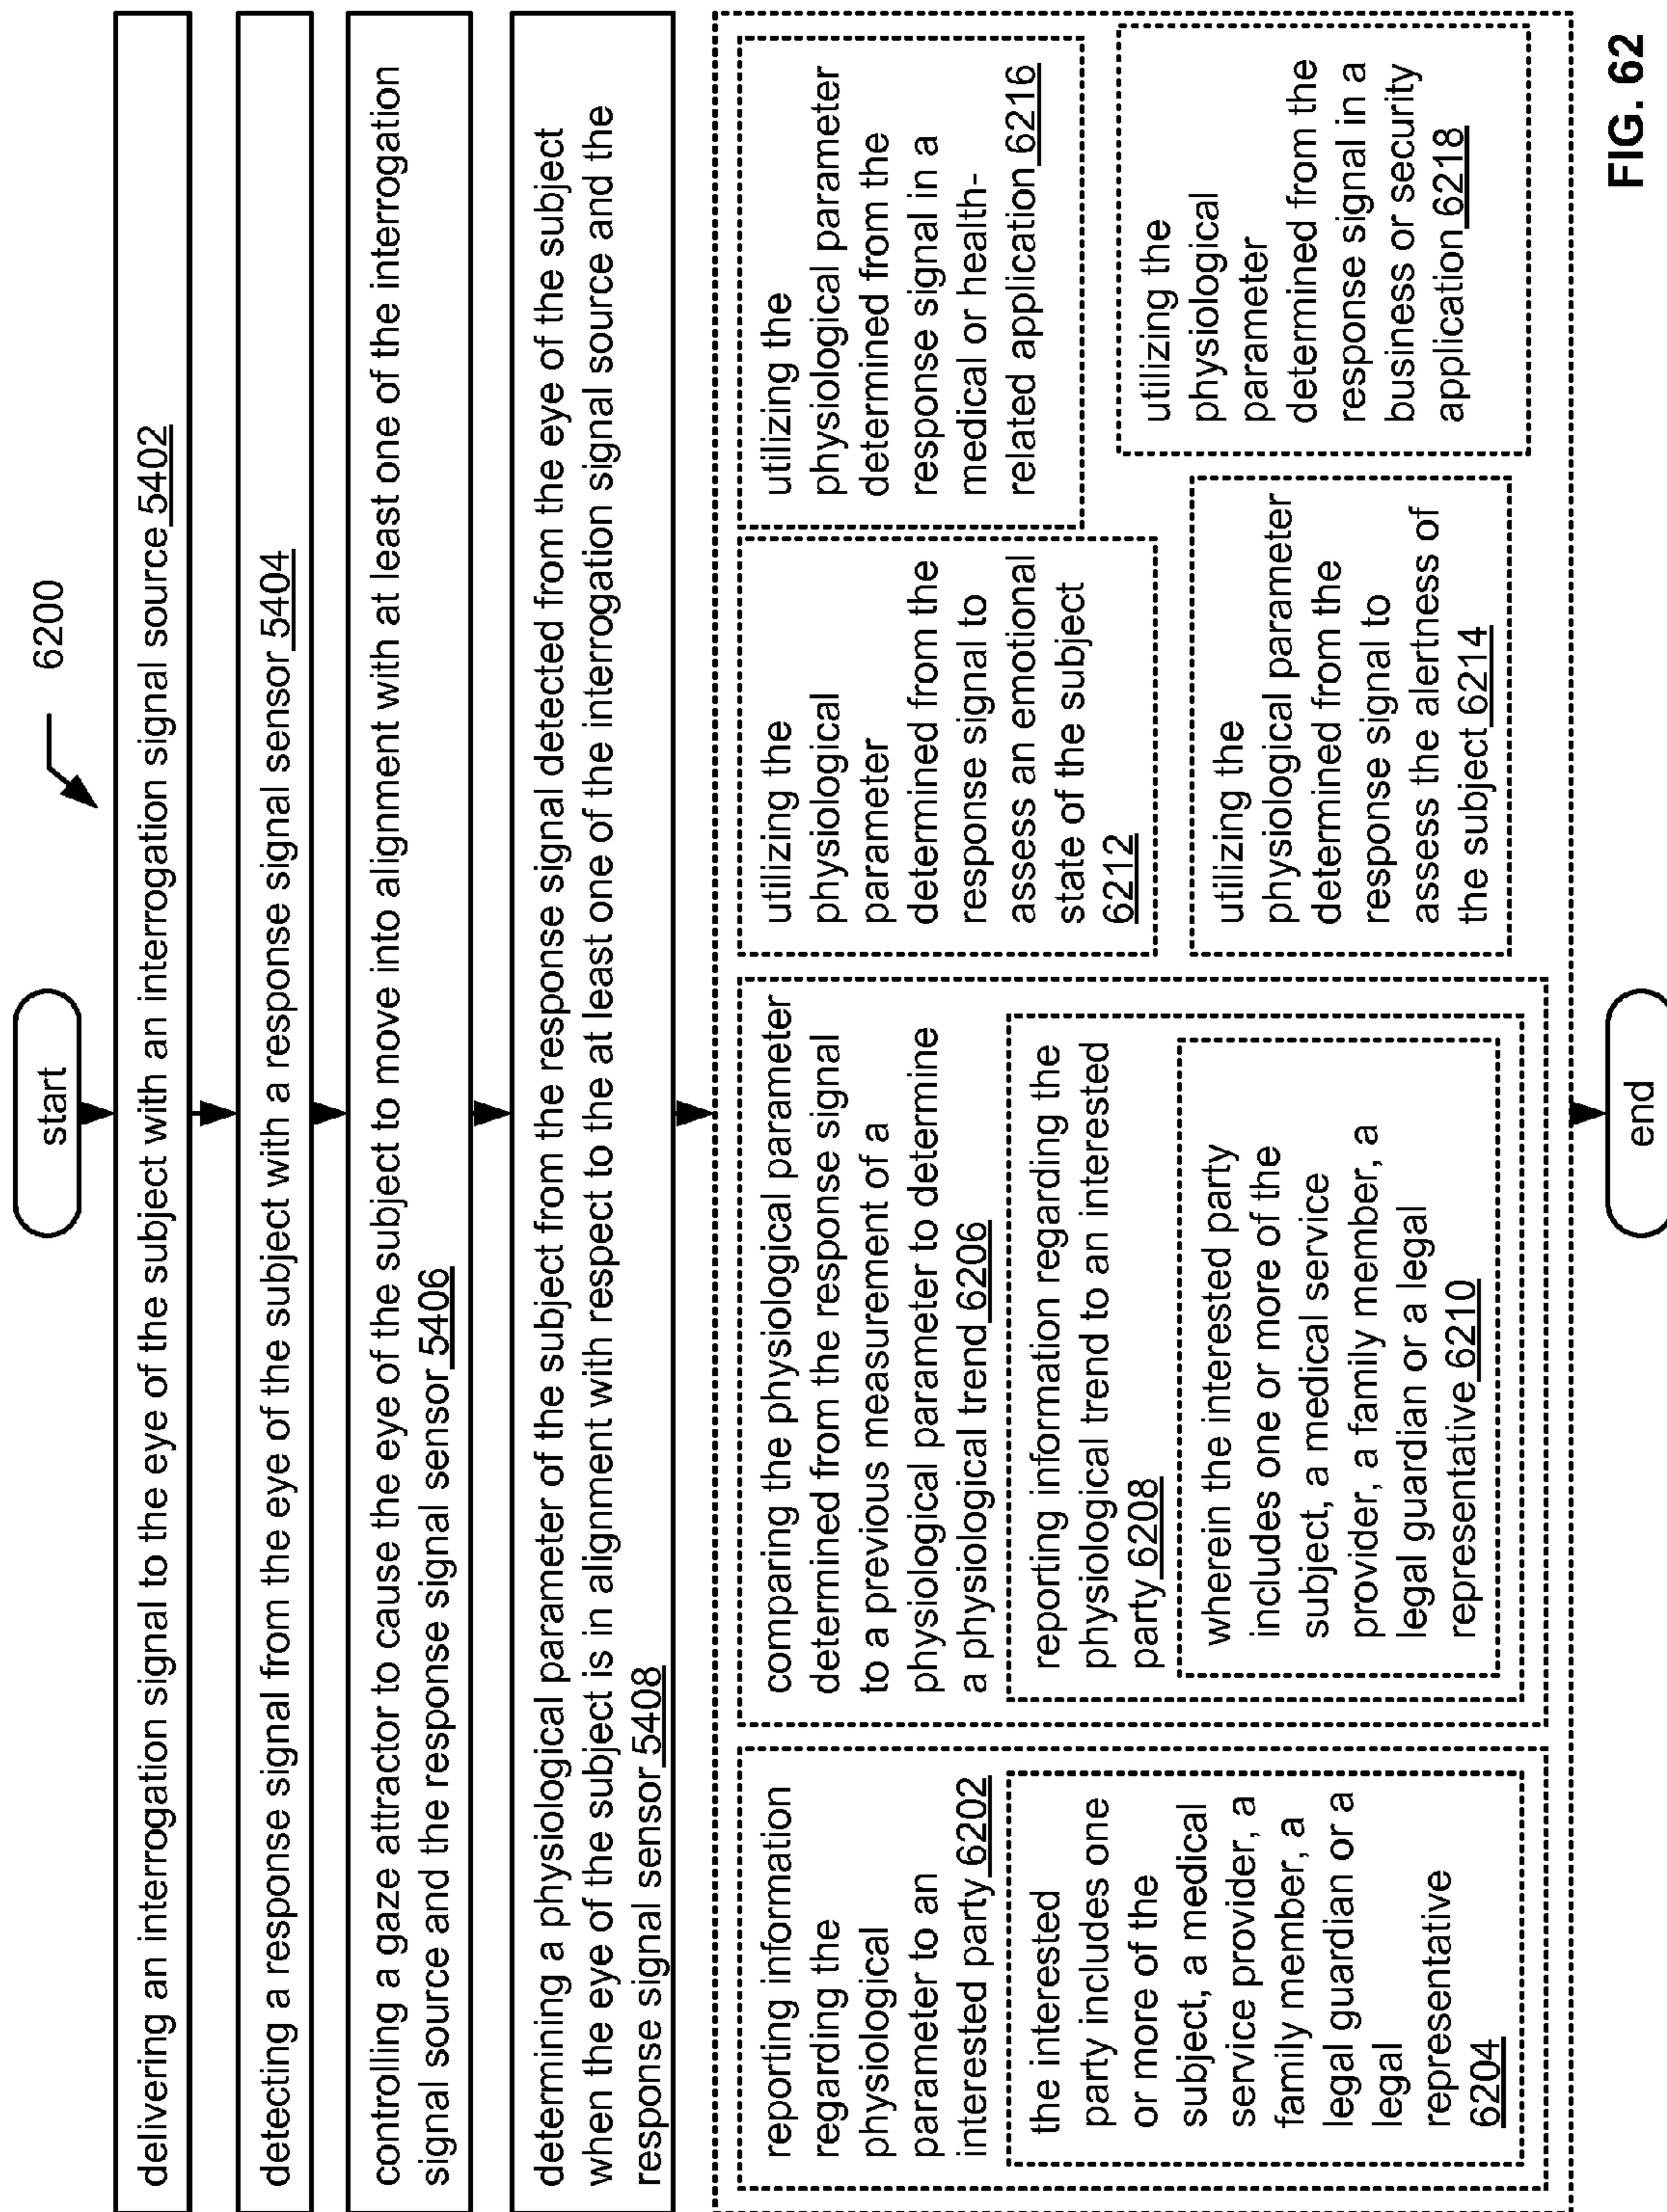 start
6200
delivering an interrogation signal to the eye of the subject with an interrogation signal source 5402
detecting a response signal from the eye of the subject with a response signal sensor 5404
controlling a gaze attractor to cause the eye of the subject to move into alignment with at least one of the interrogation
signal source and the response signal sensor 5406
determining a physiological parameter of the subject from the response signal detected from the eye of the subject
when the eye of the subject is in alignment with respect to the at least one of the interrogation signal source and the
response signal sensor 5408
reporting information
regarding the
physiological
parameter to an
interested party 6202
the interested
party includes one
or more of the
subject, a medical
service provider, a
family member, a
legal guardian or a
legal
representative
6204
comparing the physiological parameter
determined from the response signal
to a previous measurement of a
physiological parameter to determine
a physiological trend 6206
reporting information regarding the
physiological trend to an interested
party 6208
wherein the interested party
includes one or more of the
subject, a medical service
provider, a family member, a
legal guardian or a legal
representative 6210
utilizing the
physiological
parameter
determined from the
response signal to
assess an emotional
state of the subject
6212
utilizing the
physiological parameter
determined from the
response signal to
assess the alertness of
the subject 6214
utilizing the
physiological parameter
determined from the
response signal in a
medical or health-
related application 6216
utilizing the
physiological
parameter
determined from the
response signal in a
business or security
application 6218
end
FIG. 62